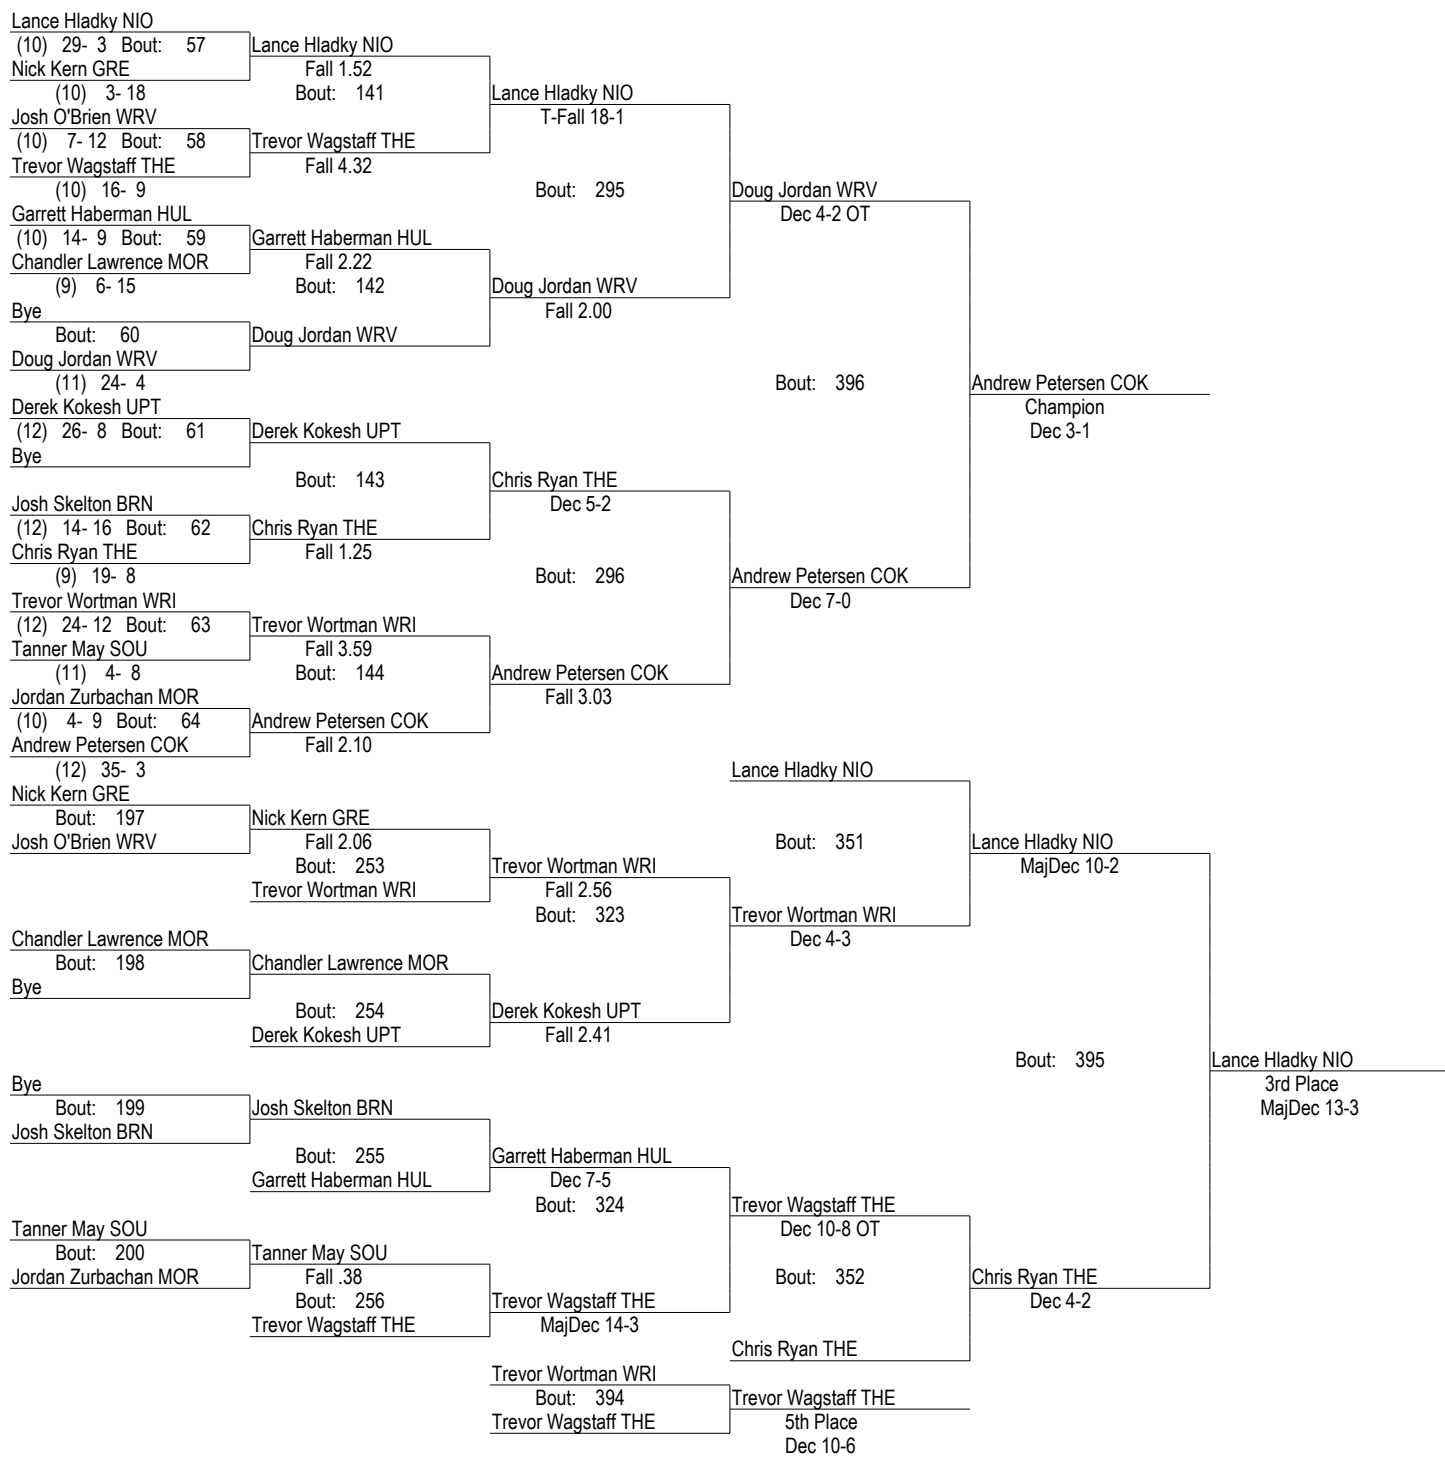 Lance Hladky NIO
(10) 29- 3 Bout: 57 Lance Hladky NIO
Nick Kern GRE Fall 1.52
(10) 3- 18 Bout: 141 Lance Hladky NIO
Josh O'Brien WRV T-Fall 18-1
(10) 7- 12 Bout: 58 Trevor Wagstaff THE
Trevor Wagstaff THE Fall 4.32
(10) 16- 9 Bout: 295 Doug Jordan WRV
Garrett Haberman HUL Dec 4-2 OT
(10) 14- 9 Bout: 59 Garrett Haberman HUL
Chandler Lawrence MOR Fall 2.22
(9) 6- 15 Bout: 142 Doug Jordan WRV
Bye Fall 2.00
Bout: 60 Doug Jordan WRV
Doug Jordan WRV
(11) 24- 4 Bout: 396 Andrew Petersen COK
Derek Kokesh UPT Champion
(12) 26- 8 Bout: 61 Derek Kokesh UPT Dec 3-1
Bye
Bout: 143 Chris Ryan THE
Josh Skelton BRN Dec 5-2
(12) 14- 16 Bout: 62 Chris Ryan THE
Chris Ryan THE Fall 1.25
(9) 19- 8 Bout: 296 Andrew Petersen COK
Trevor Wortman WRI Dec 7-0
(12) 24- 12 Bout: 63 Trevor Wortman WRI
Tanner May SOU Fall 3.59
(11) 4- 8 Bout: 144 Andrew Petersen COK
Jordan Zurbachan MOR Fall 3.03
(10) 4- 9 Bout: 64 Andrew Petersen COK
Andrew Petersen COK Fall 2.10
(12) 35- 3 Lance Hladky NIO
Nick Kern GRE
Bout: 197 Nick Kern GRE
Josh O'Brien WRV Fall 2.06 Bout: 351 Lance Hladky NIO
Bout: 253 Trevor Wortman WRI MajDec 10-2
Trevor Wortman WRI Fall 2.56
Bout: 323 Trevor Wortman WRI
Chandler Lawrence MOR Dec 4-3
Bout: 198 Chandler Lawrence MOR
Bye
Bout: 254 Derek Kokesh UPT
Derek Kokesh UPT Fall 2.41
Bout: 395 Lance Hladky NIO
Bye 3rd Place
Bout: 199 Josh Skelton BRN MajDec 13-3
Josh Skelton BRN
Bout: 255 Garrett Haberman HUL
Garrett Haberman HUL Dec 7-5
Bout: 324 Trevor Wagstaff THE
Tanner May SOU Dec 10-8 OT
Bout: 200 Tanner May SOU
Jordan Zurbachan MOR Fall .38 Bout: 352 Chris Ryan THE
Bout: 256 Trevor Wagstaff THE Dec 4-2
Trevor Wagstaff THE MajDec 14-3
Chris Ryan THE
Trevor Wortman WRI
Bout: 394 Trevor Wagstaff THE
Trevor Wagstaff THE 5th Place
Dec 10-6